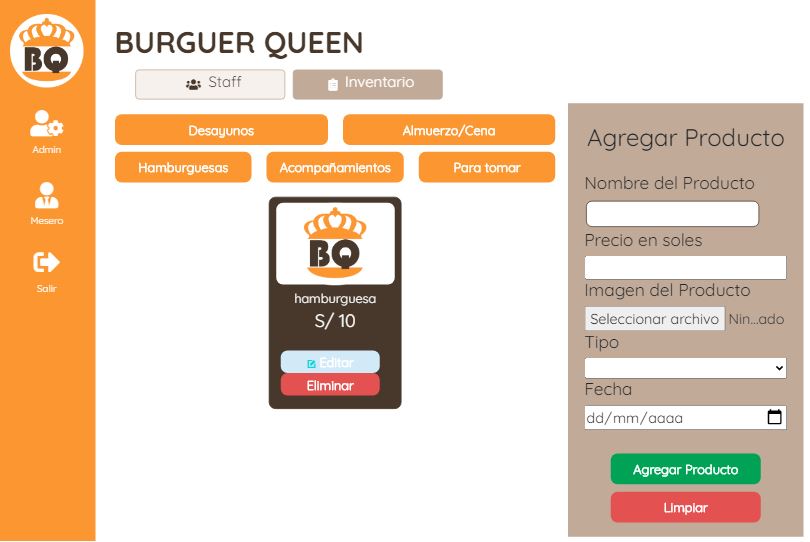 BQ
Admin
Mesero
Salir
BURGUER QUEEN
Staff
Inventario
Desayunos
Almuerzo/Cena
Hamburguesas
Acompañamientos
Para tomar
BQ
hamburguesa
S/ 10
Editar
Eliminar
Agregar Producto
Nombre del Producto
Precio en soles
Imagen del Producto
Seleccionar archivo Nin...ado
Tipo
Fecha
dd/mm/aaaa
Agregar Producto
Limpiar